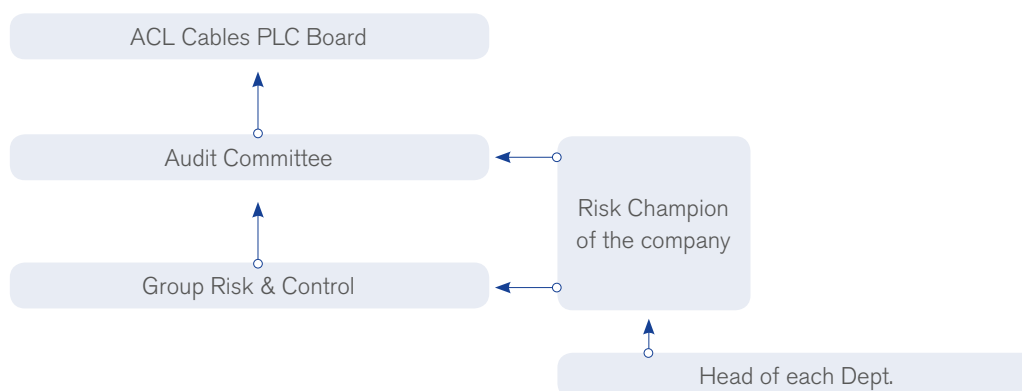 ACL Cables PLC Board
Audit Committee
Risk Champion
of the company
Group Risk & Control
Head of each Dept.